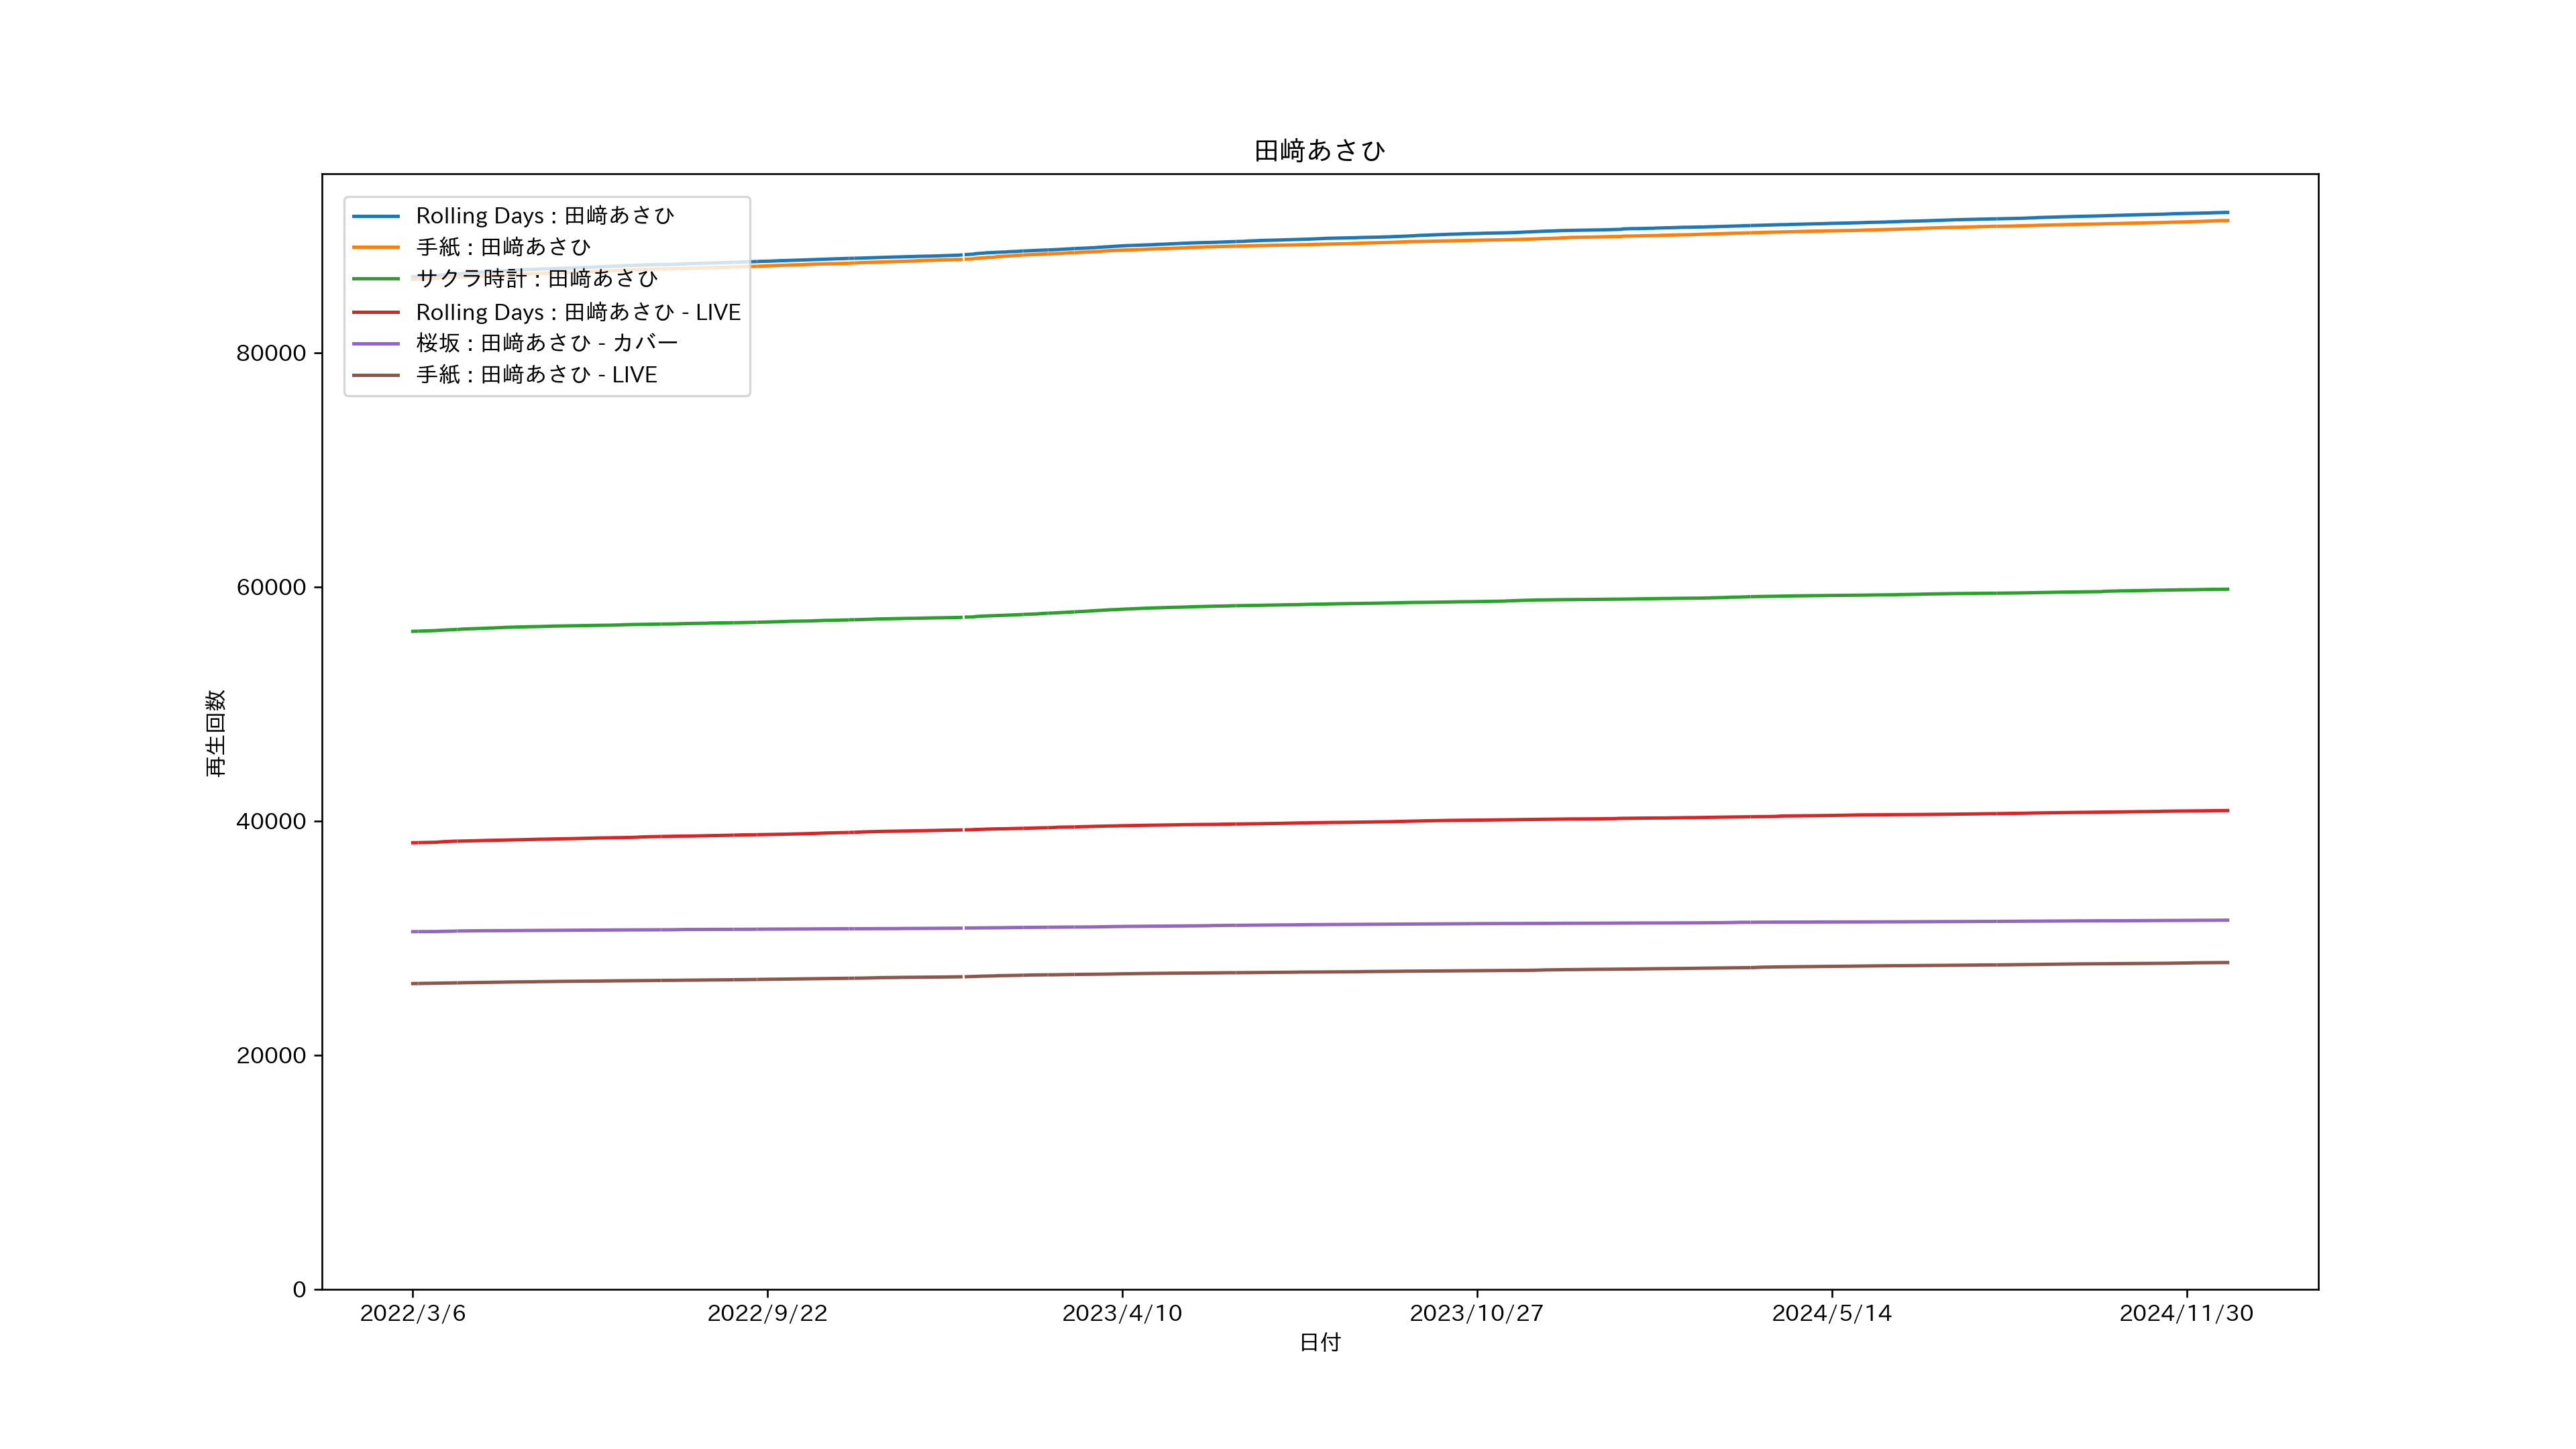 田﨑あさひ
Rolling Days : 田﨑あさひ
手紙 : 田﨑あさひ
サクラ時計 : 田﨑あさひ
Rolling Days : 田﨑あさひ - LIVE
桜坂 : 田﨑あさひ - カバー
手紙 : 田﨑あさひ - LIVE
80000
60000
40000
20000
0
再生回数
2022/3/6 2022/9/22 2023/4/10 2023/10/27 2024/5/14 2024/11/30
日付